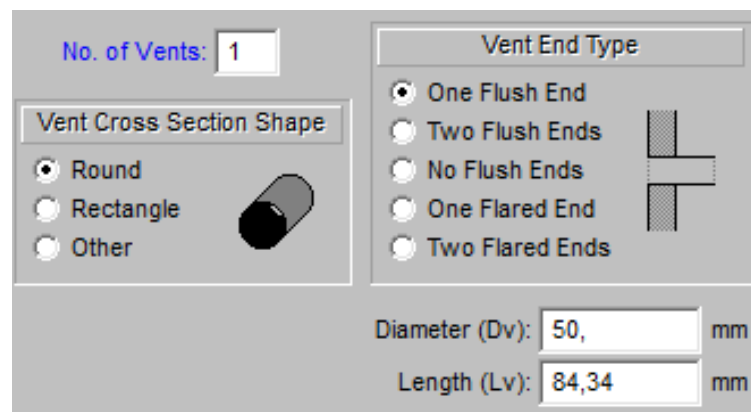 No. of Vents: 1
Vent Cross Section Shape
Round
Rectangle
Other
Vent End Type
One Flush End
Two Flush Ends
No Flush Ends
One Flared End
Two Flared Ends
Diameter (Dv): 50, mm
Length (Lv): 84,34 mm